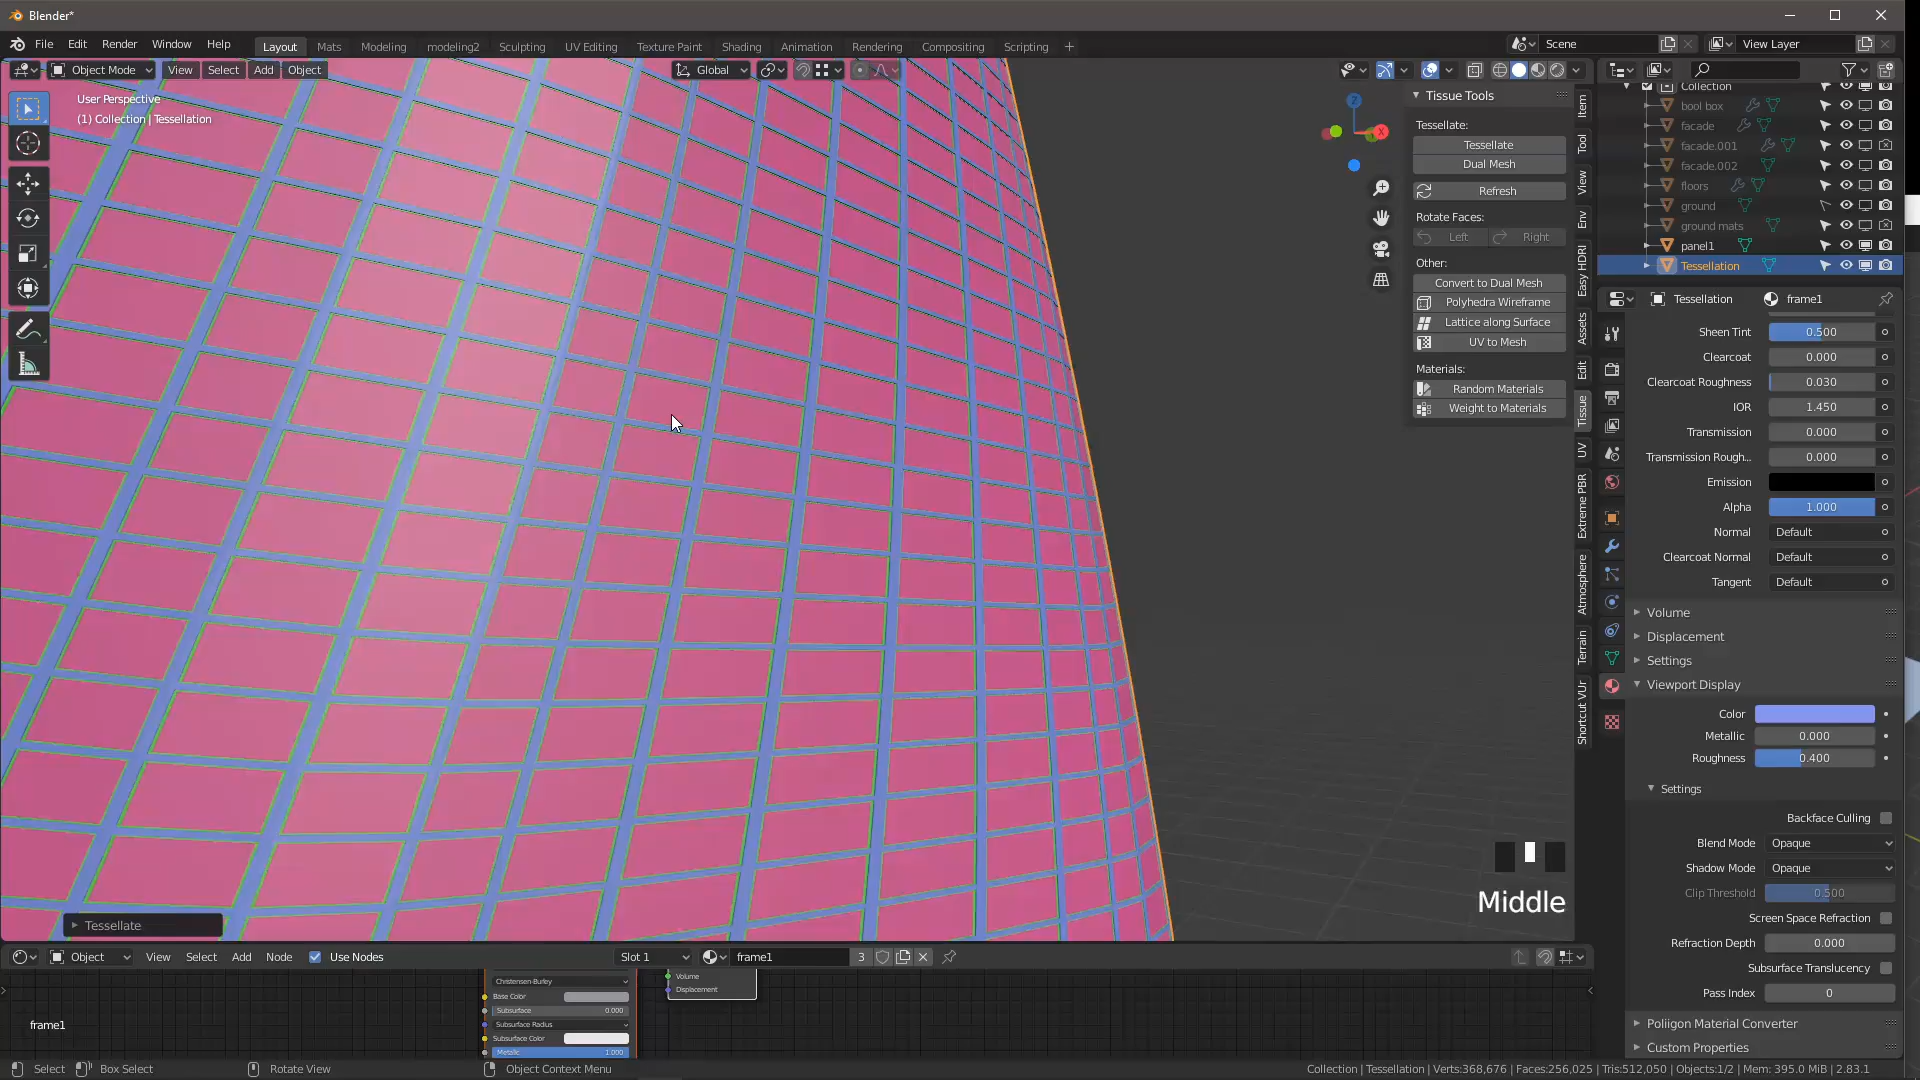 Blender*
File Edit Render Window Help
Layout Mats Modeling modeling2 Sculpting UV Editing Texture Paint Shading Animation Rendering Compositing Scripting +
Scene
View Layer
Object Mode View Select Add Object
Global
User Perspective
(1) Collection | Tessellation
Z
X
Tissue Tools
Tessellate:
Tessellate
Dual Mesh
Refresh
Rotate Faces:
Left Right
Other:
Convert to Dual Mesh
Polyhedra Wireframe
Lattice along Surface
UV to Mesh
Materials:
Random Materials
Weight to Materials
Item
Tool
View
Env
Easy HDRI
Assets
Edit
Tissue
UV
Extreme PBR
Atmosphere
Terrain
Shortcut VUr
Collection
bool box
facade
facade.001
facade.002
floors
ground
ground mats
panel1
Tessellation
Tessellation frame1
Sheen Tint 0.500
Clearcoat 0.000
Clearcoat Roughness 0.030
IOR 1.450
Transmission 0.000
Transmission Rough... 0.000
Emission
Alpha 1.000
Normal Default
Clearcoat Normal Default
Tangent Default
Volume
Displacement
Settings
Viewport Display
Color
Metallic 0.000
Roughness 0.400
Settings
Backface Culling
Blend Mode Opaque
Shadow Mode Opaque
Clip Threshold 0.500
Screen Space Refraction
Refraction Depth 0.000
Subsurface Translucency
Pass Index 0
Poliigon Material Converter
Custom Properties
Middle
Tessellate
Object View Select Add Node Use Nodes Slot 1 frame1 3
Christensen-Burley
Base Color
Subsurface 0.000
Subsurface Radius
Subsurface Color
Metallic 1.000
Volume
Displacement
frame1
Select Box Select Rotate View Object Context Menu
Collection | Tessellation | Verts:368,676 | Faces:256,025 | Tris:512,050 | Objects:1/2 | Mem: 395.0 MiB | 2.83.1